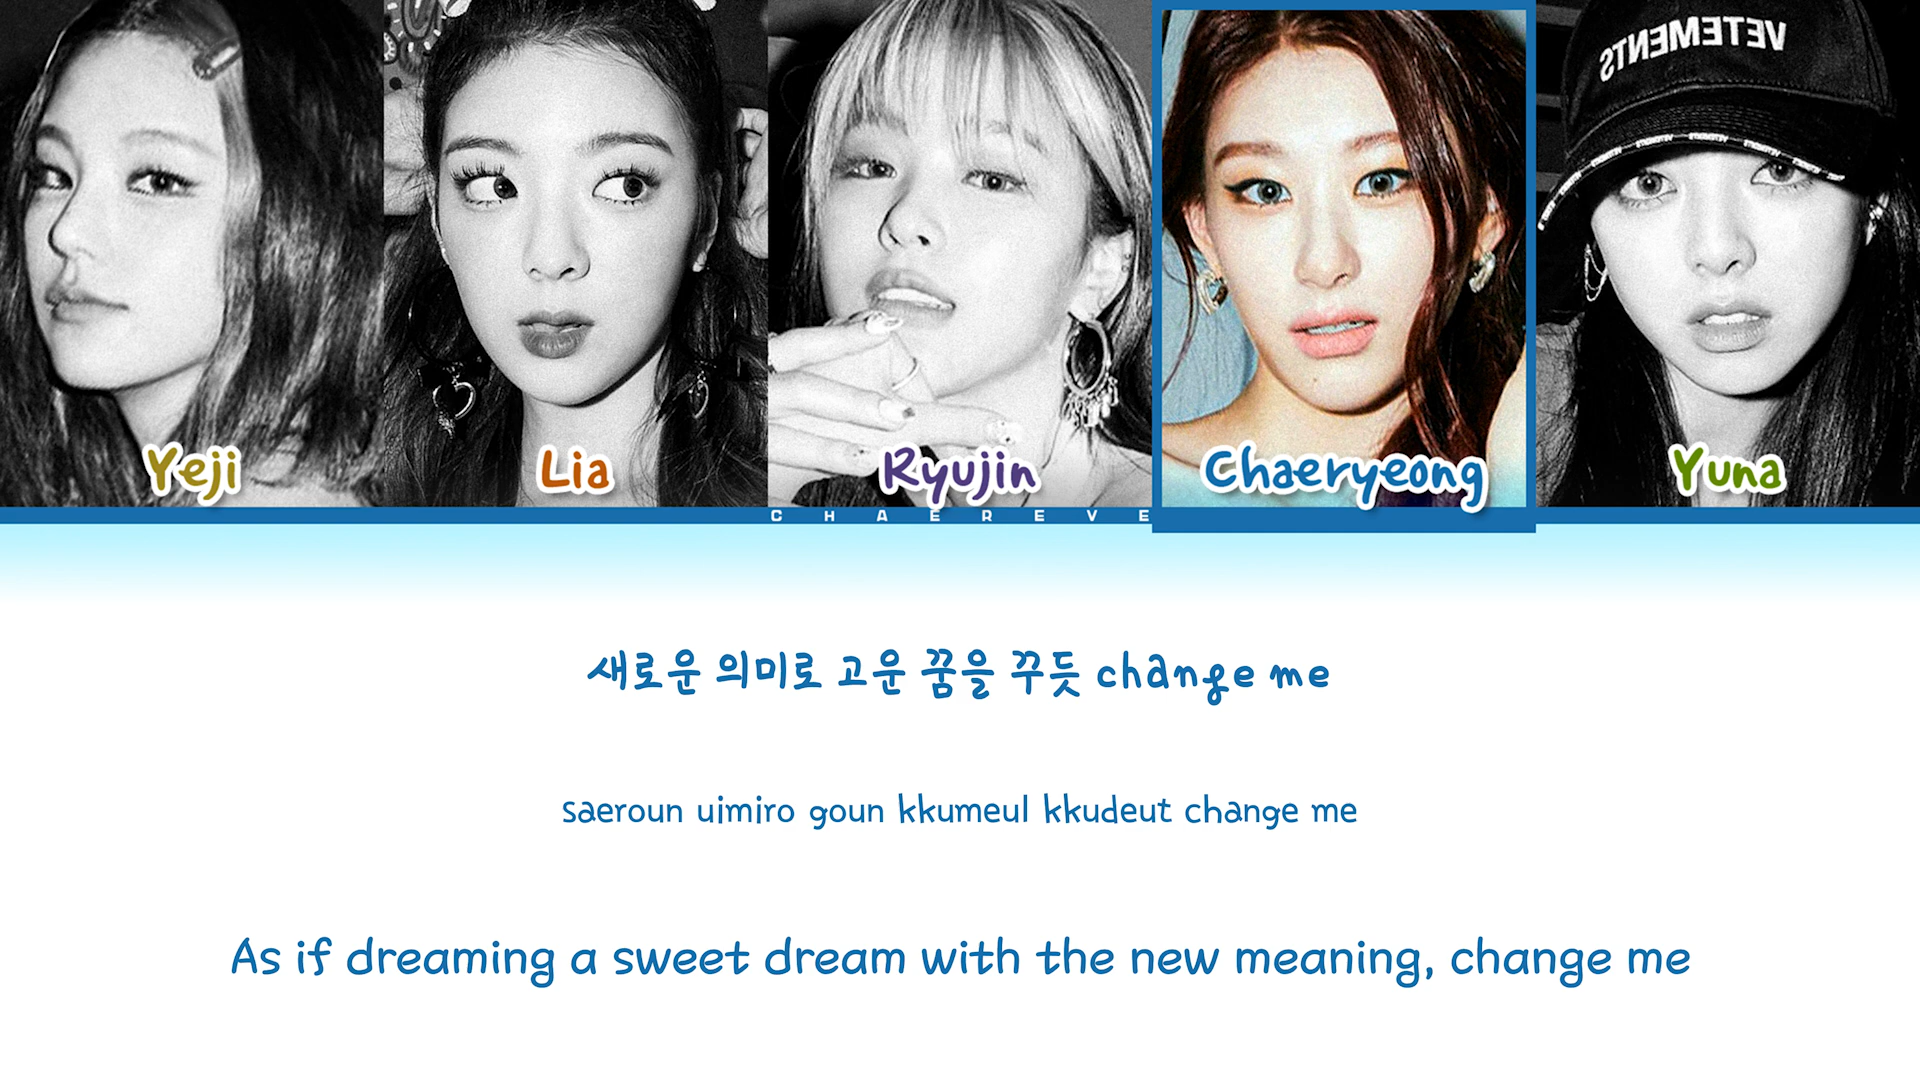 VETEMENTS
Yeji
Lia
Ryujin
Chaeryeong
Yuna
CHAEREVE
새로운 의미로 고운 꿈을 꾸듯 change me
saeroun uimiro goun kkumeul kkudeut change me
As if dreaming a sweet dream with the new meaning, change me